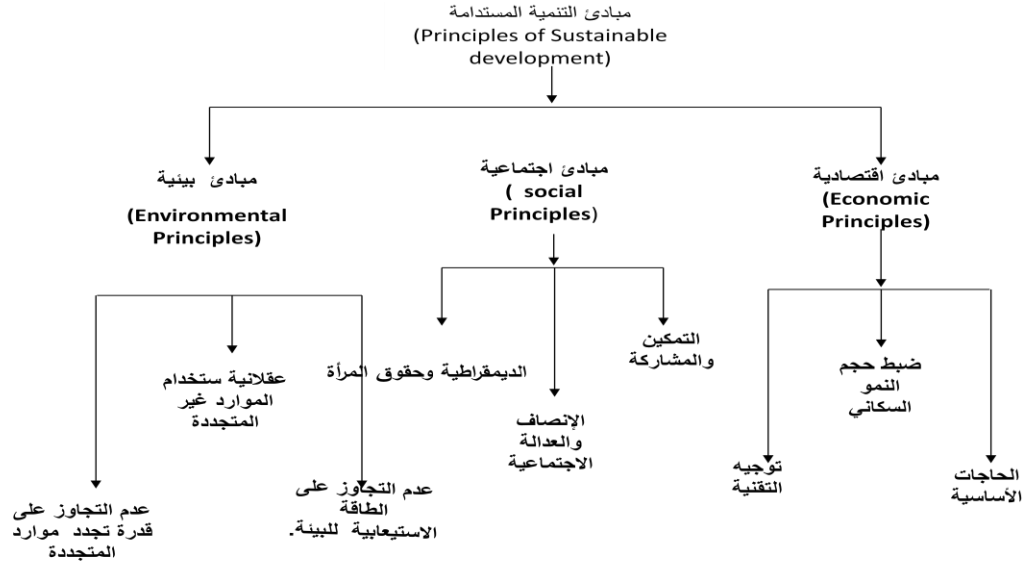 مبادئ التنمية المستدامة
(Principles of Sustainable
development)
مبادئ اقتصادية
(Economic
Principles)
مبادئ اجتماعية
( social
Principles)
مبادئ بيئية
(Environmental
Principles)
الحاجات
الأساسية
ضبط حجم
النمو
السكاني
توجيه
التقنية
التمكين
والمشاركة
الإنصاف
والعدالة
الاجتماعية
الديمقراطية وحقوق المرأة
عدم التجاوز على
الطاقة
الاستيعابية للبيئة.
عقلانية ستخدام
الموارد غير
المتجددة
عدم التجاوز على
قدرة تجدد موارد
المتجددة